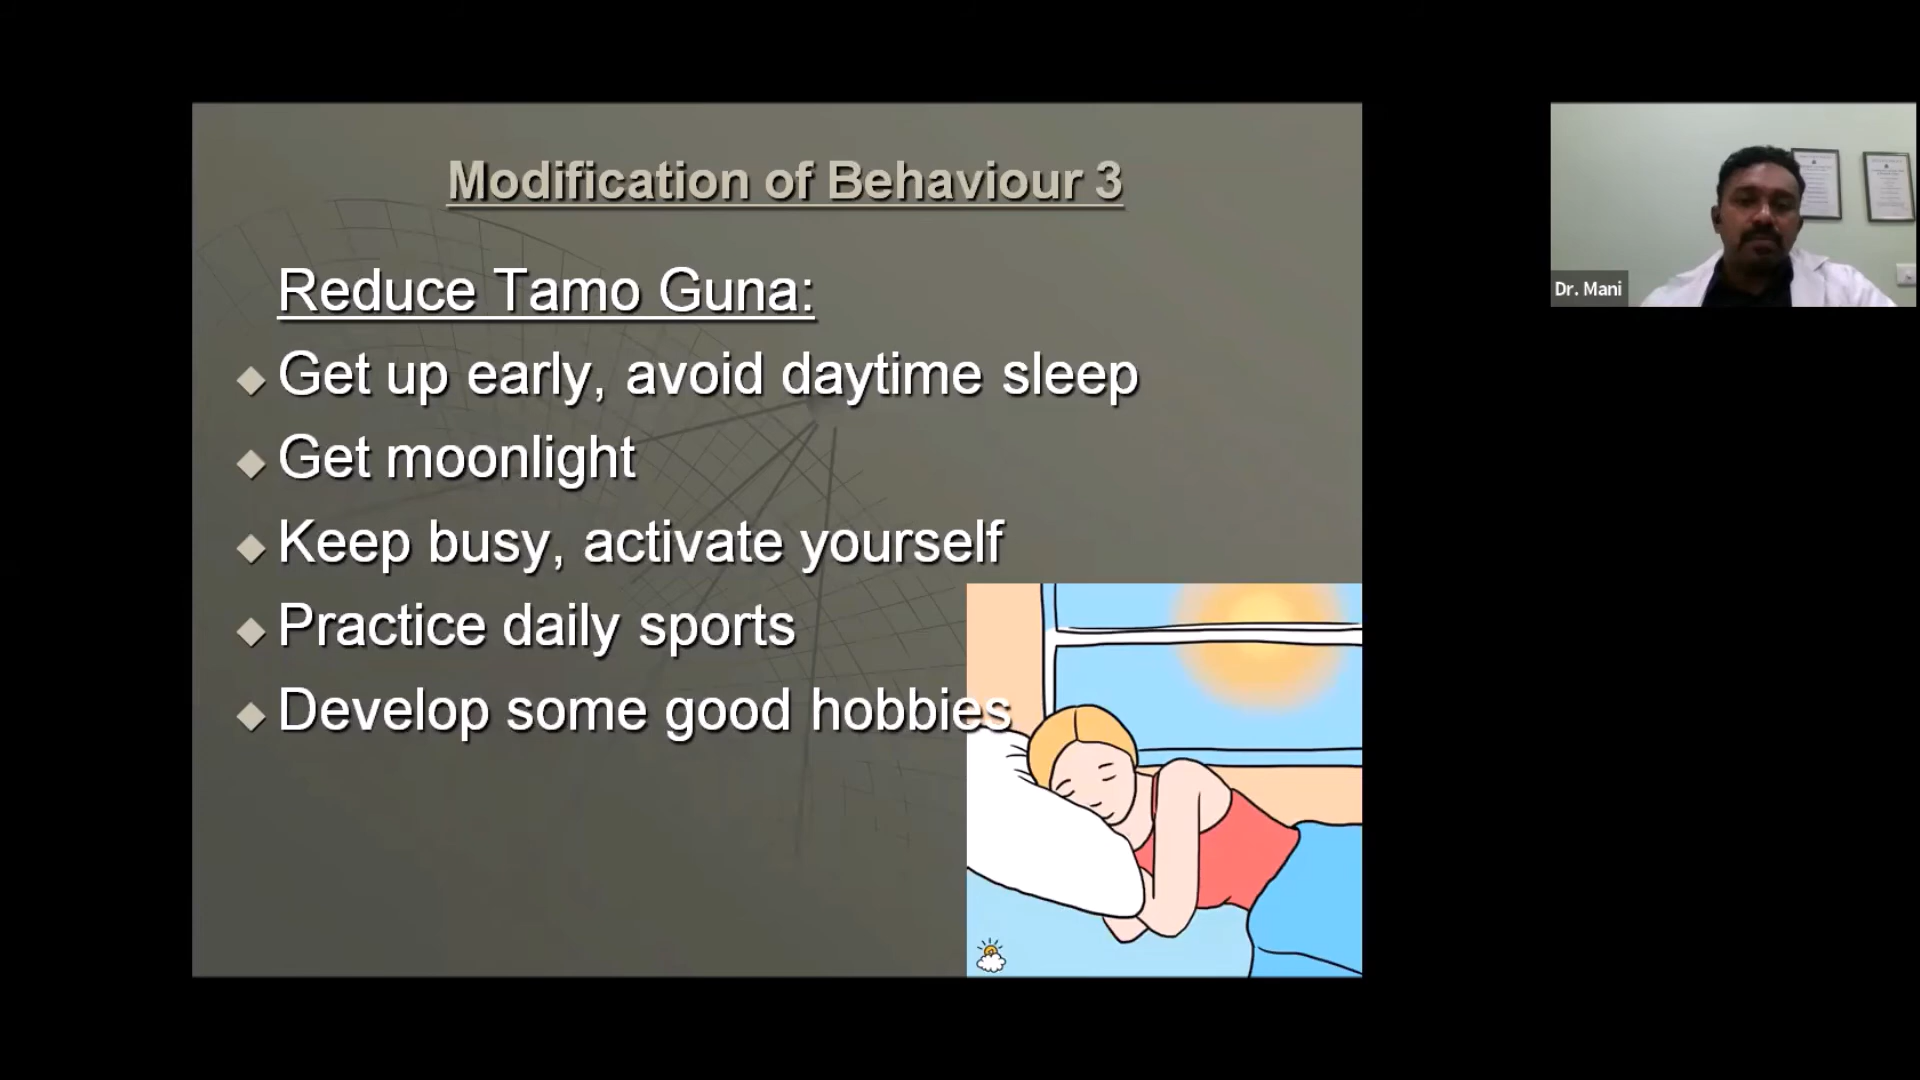 Modification of Behaviour 3
Reduce Tamo Guna:
Get up early, avoid daytime sleep
Get moonlight
Keep busy, activate yourself
Practice daily sports
Develop some good hobbies
Dr. Mani